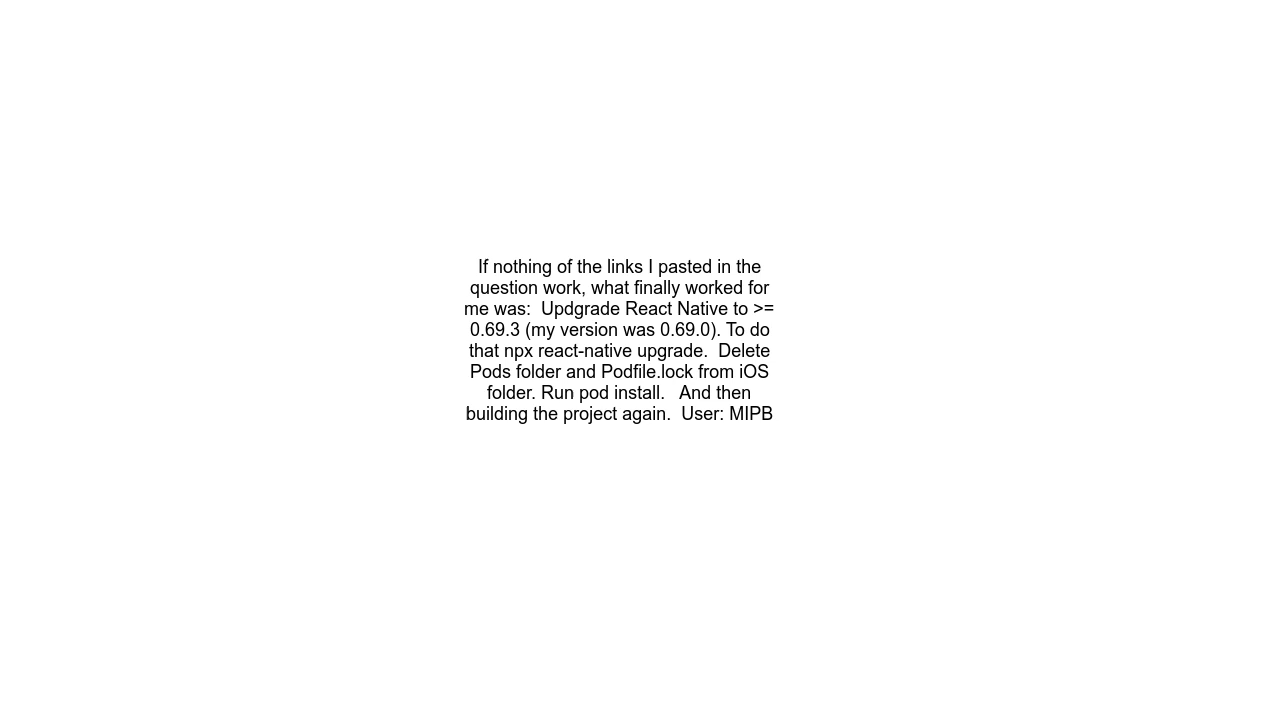 If nothing of the links I pasted in the
question work, what finally worked for
me was:  Updgrade React Native to >=
0.69.3 (my version was 0.69.0). To do
that npx react-native upgrade.  Delete
Pods folder and Podfile.lock from iOS
folder. Run pod install.   And then
building the project again.  User: MIPB